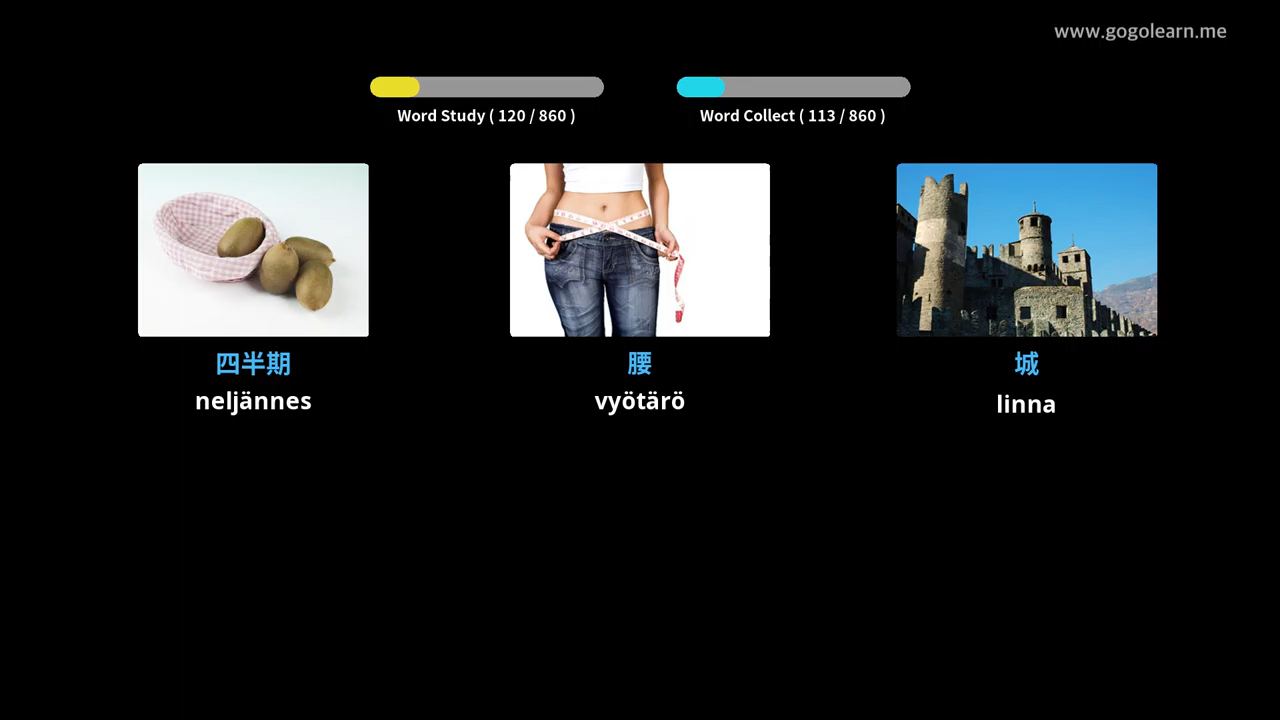 www.gogolearn.me
Word Study ( 120 / 860 )
Word Collect ( 113 / 860 )
四半期
neljännes
腰
vyötärö
城
linna